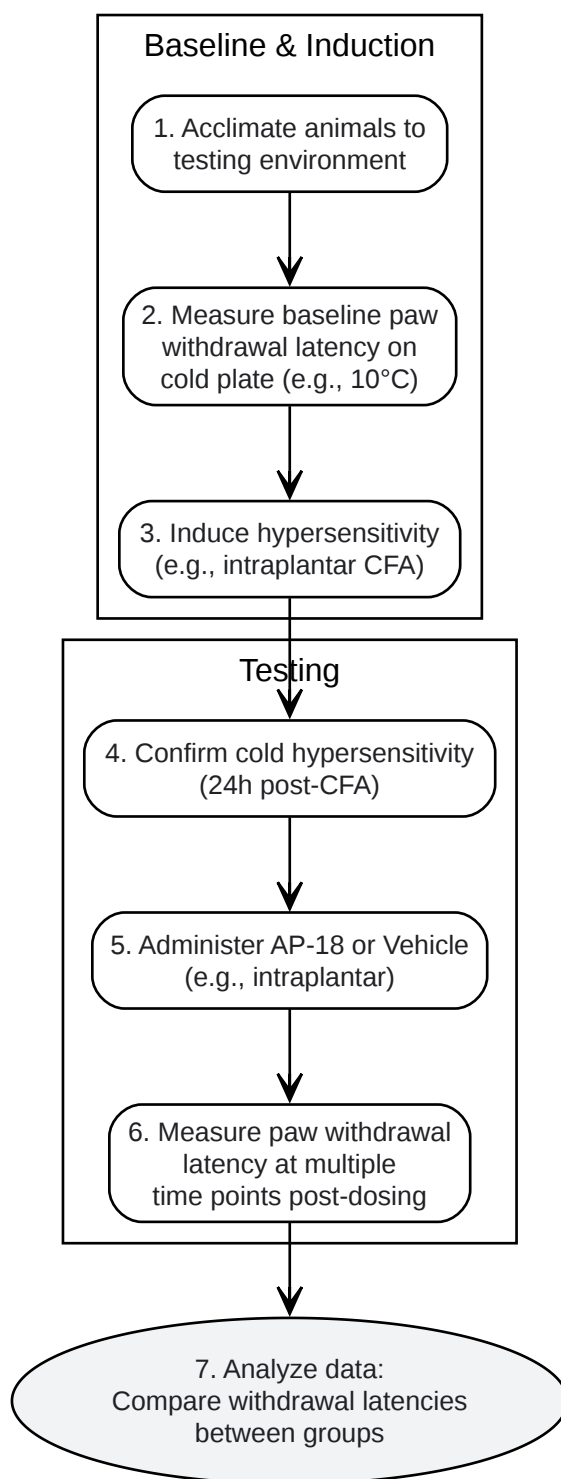 Baseline & Induction
1. Acclimate animals to
testing environment
2. Measure baseline paw
withdrawal latency on
cold plate (e.g., 10°C)
3. Induce hypersensitivity
(e.g., intraplantar CFA)
Testing
4. Confirm cold hypersensitivity
(24h post-CFA)
5. Administer AP-18 or Vehicle
(e.g., intraplantar)
6. Measure paw withdrawal
latency at multiple
time points post-dosing
7. Analyze data:
Compare withdrawal latencies
between groups